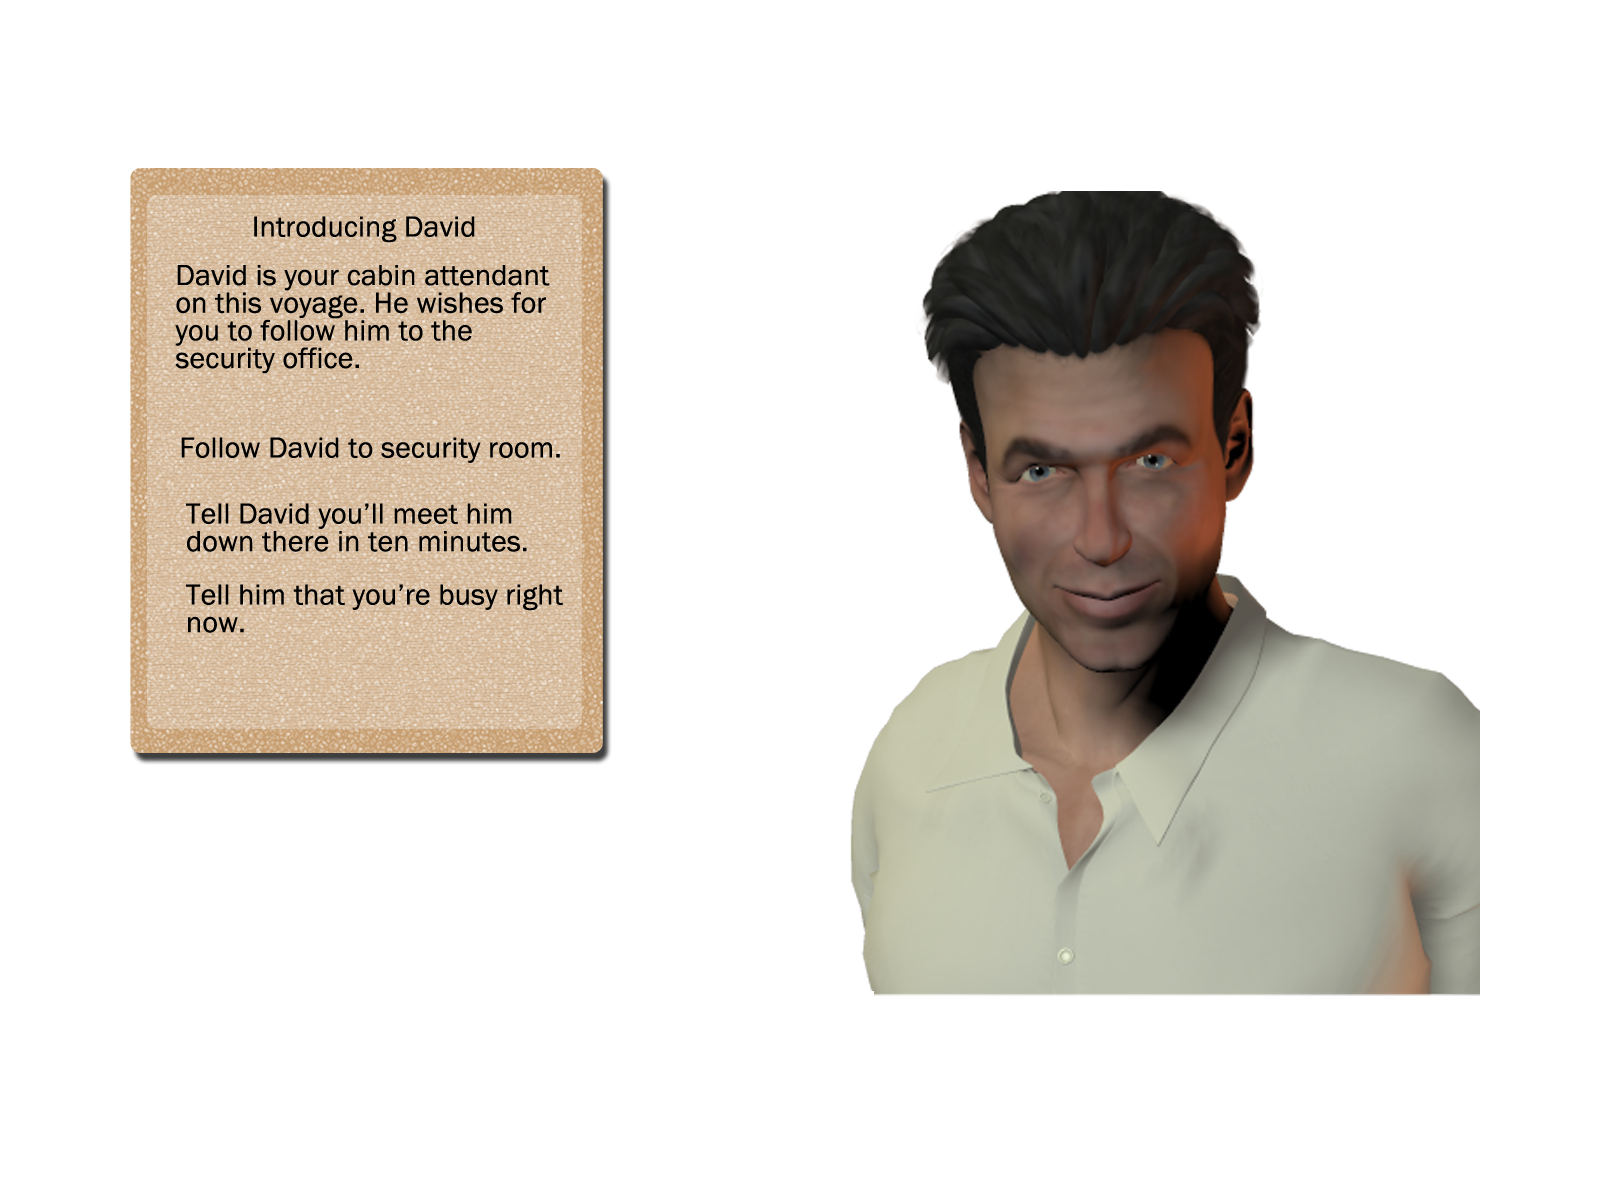 Introducing David
David is your cabin attendant
on this voyage. He wishes for
you to follow him to the
security office.
Follow David to security room.
Tell David you’ll meet him
down there in ten minutes.
Tell him that you’re busy right
now.